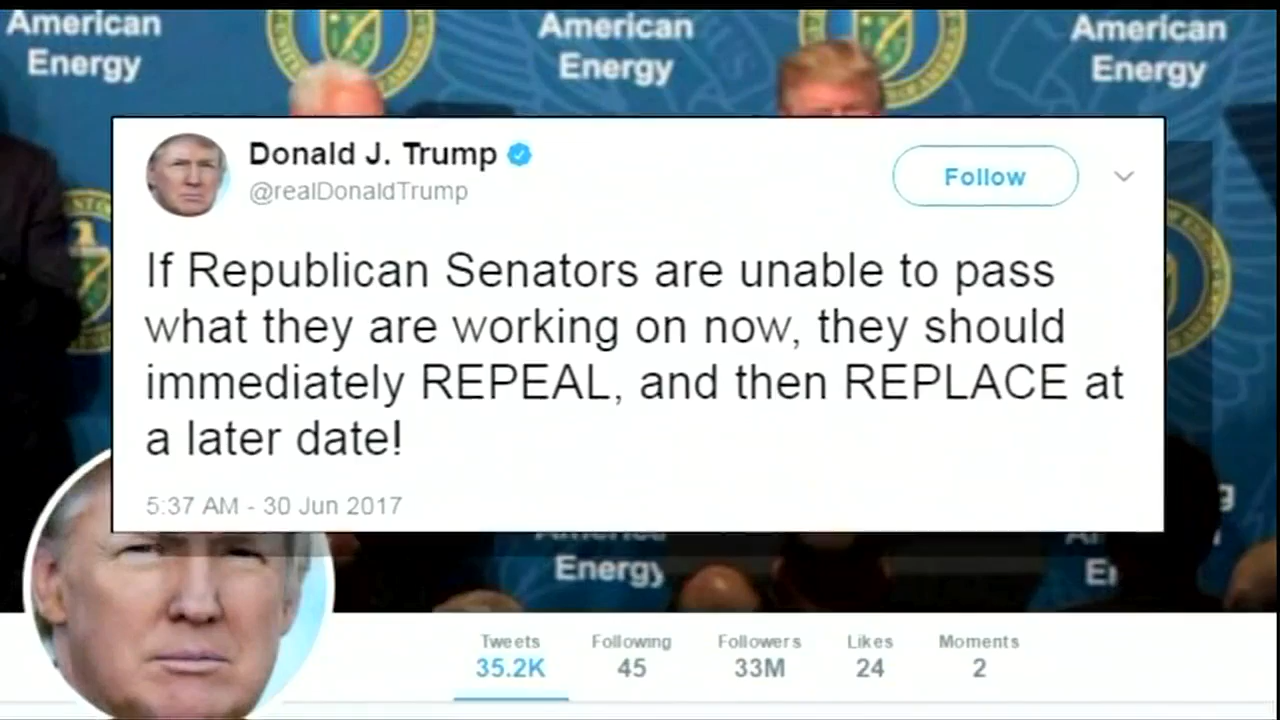 American
Energy
American
Energy
American
Energy
Donald J. Trump
@realDonaldTrump
Follow
If Republican Senators are unable to pass
what they are working on now, they should
immediately REPEAL, and then REPLACE at
a later date!
5:37 AM - 30 Jun 2017
American
Energy
Tweets
35.2K
Following
45
Followers
33M
Likes
24
Moments
2